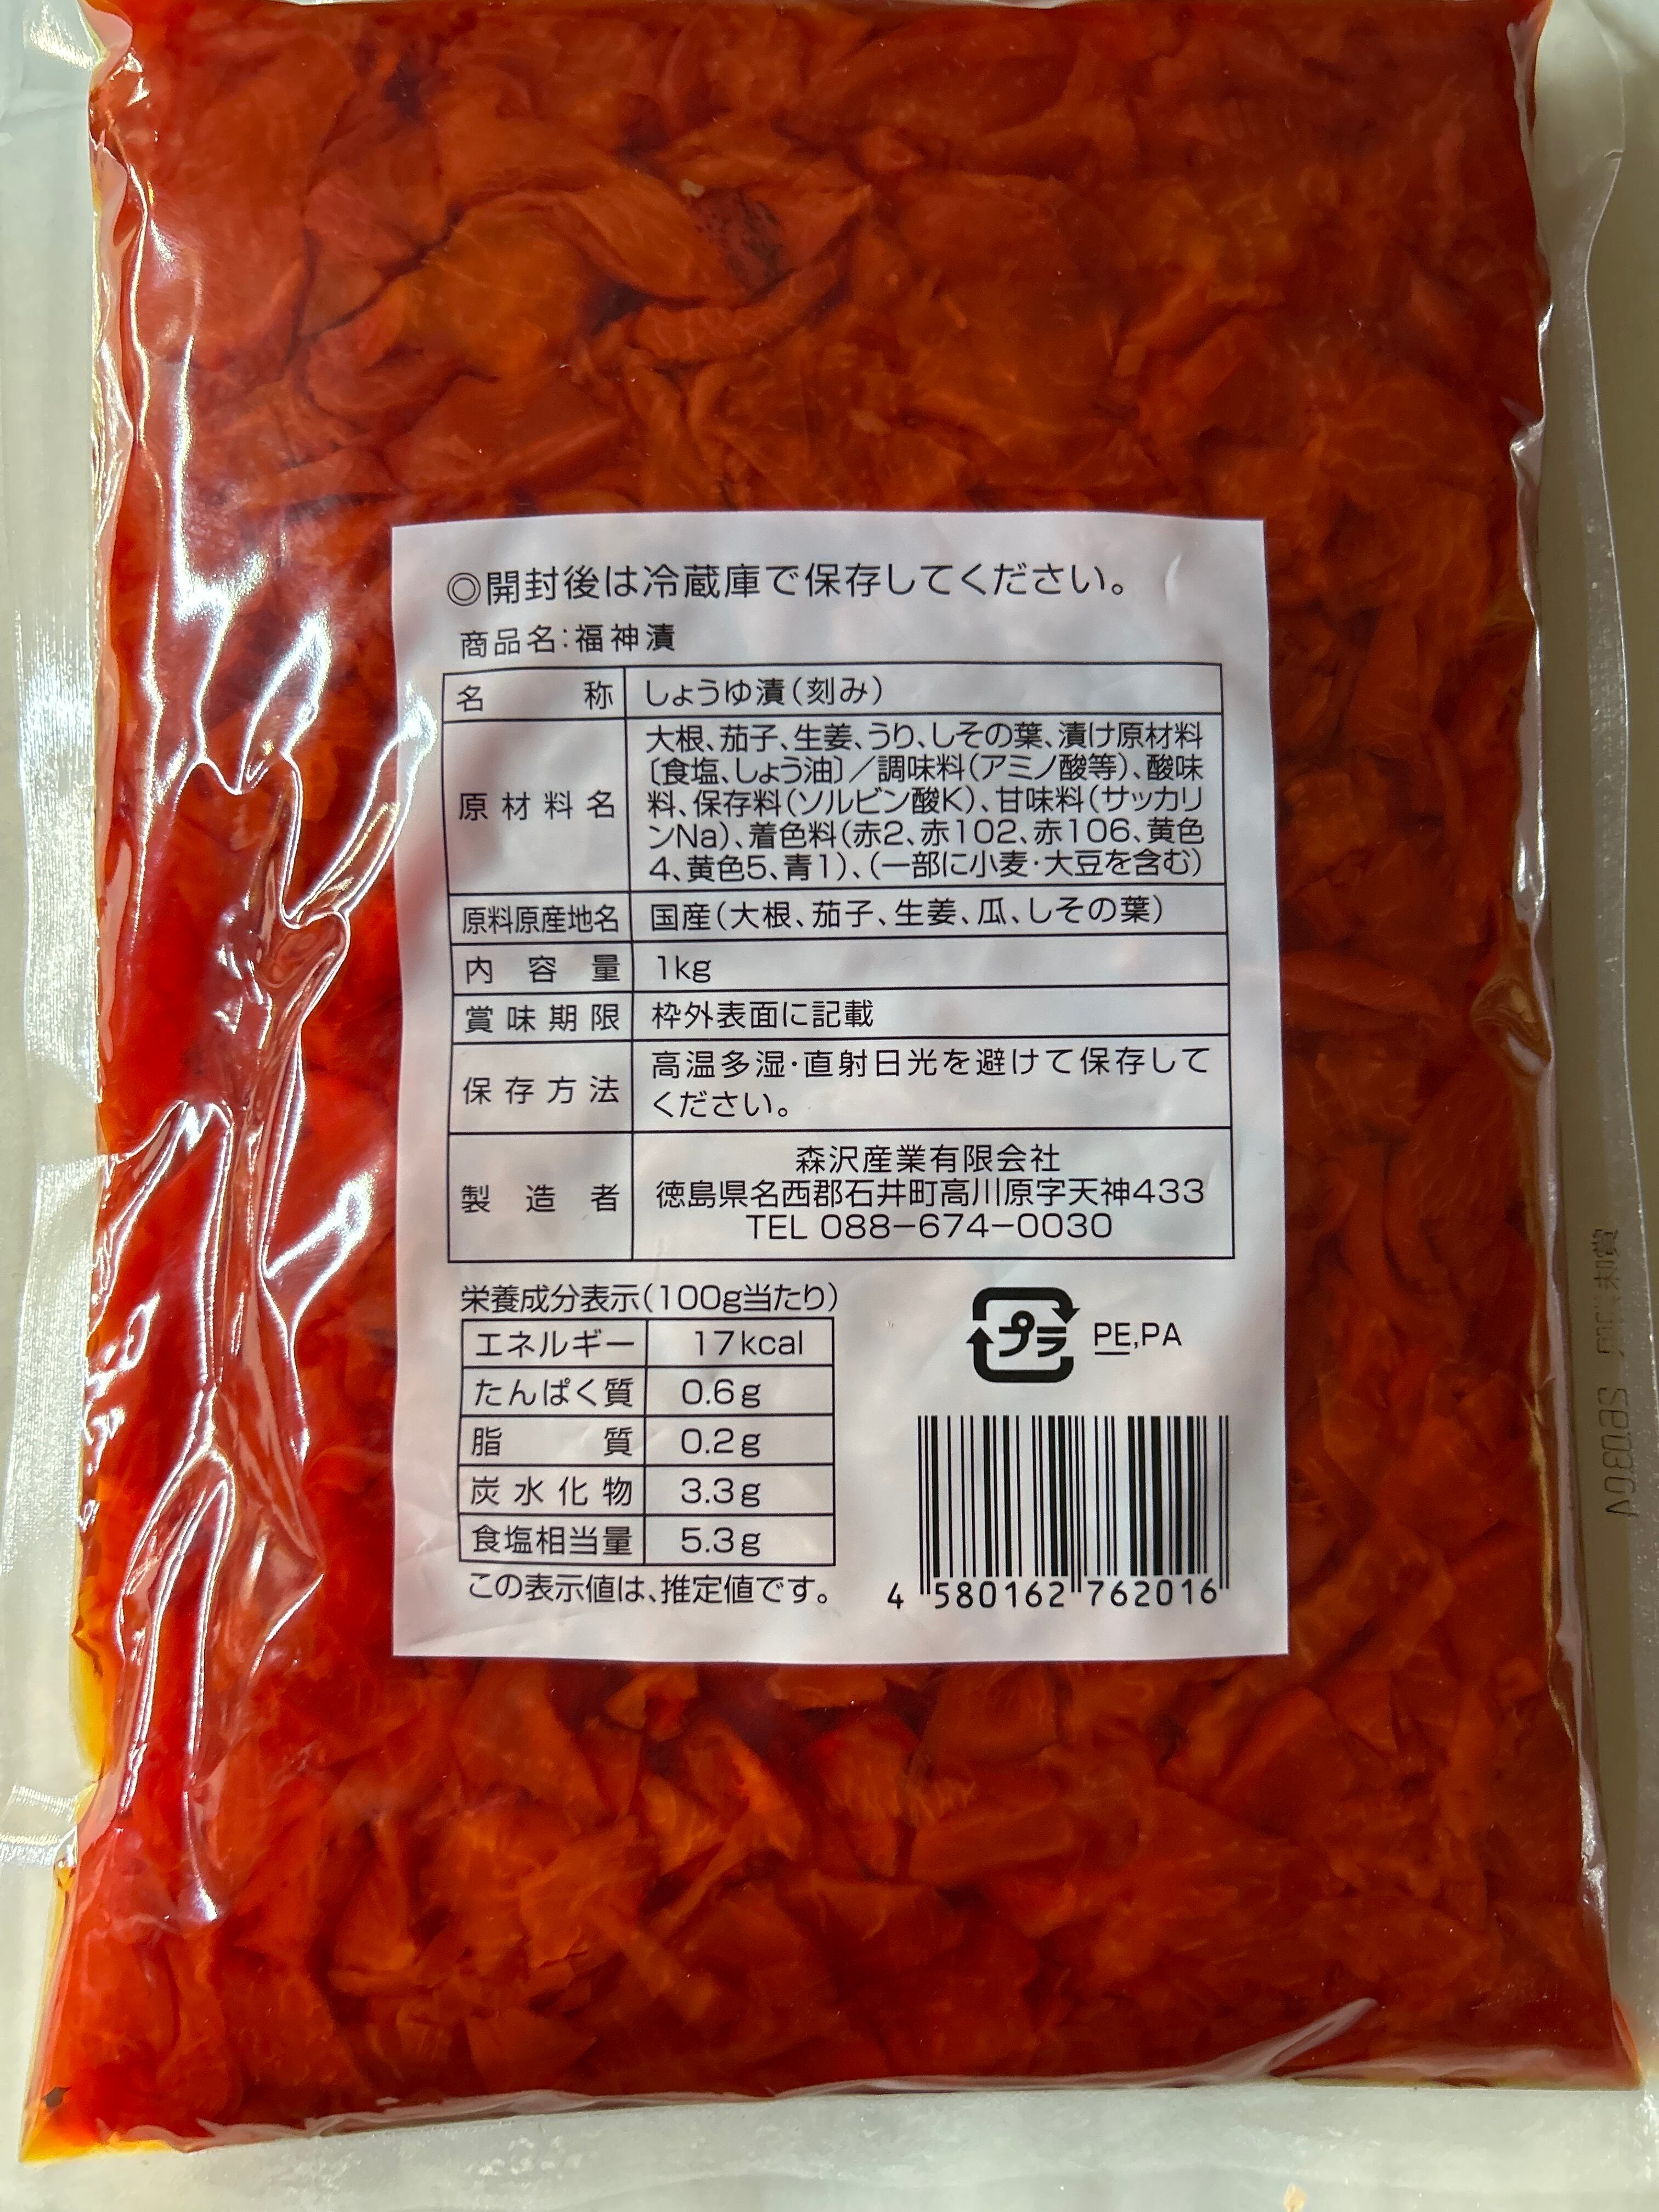 ◎開封後は冷蔵庫で保存してください。
商品名:福神漬
名称 しょうゆ漬(刻み)
原材料名 大根、茄子、生姜、うり、しその葉、漬け原材料
〔食塩、しょう油〕／調味料(アミノ酸等)、酸味
料、保存料(ソルビン酸K)、甘味料(サッカリ
ンNa)、着色料(赤2、赤102、赤106、黄色
4、黄色5、青1)、(一部に小麦・大豆を含む)
原料原産地名 国産(大根、茄子、生姜、瓜、しその葉)
内容量 1kg
賞味期限 枠外表面に記載
保存方法 高温多湿・直射日光を避けて保存して
ください。
製造者 森沢産業有限会社
徳島県名西郡石井町高川原字天神433
TEL 088-674-0030
栄養成分表示(100g当たり)
エネルギー 17kcal
たんぱく質 0.6g
脂質 0.2g
炭水化物 3.3g
食塩相当量 5.3g
この表示値は、推定値です。
プラ PE,PA
4 580162 762016